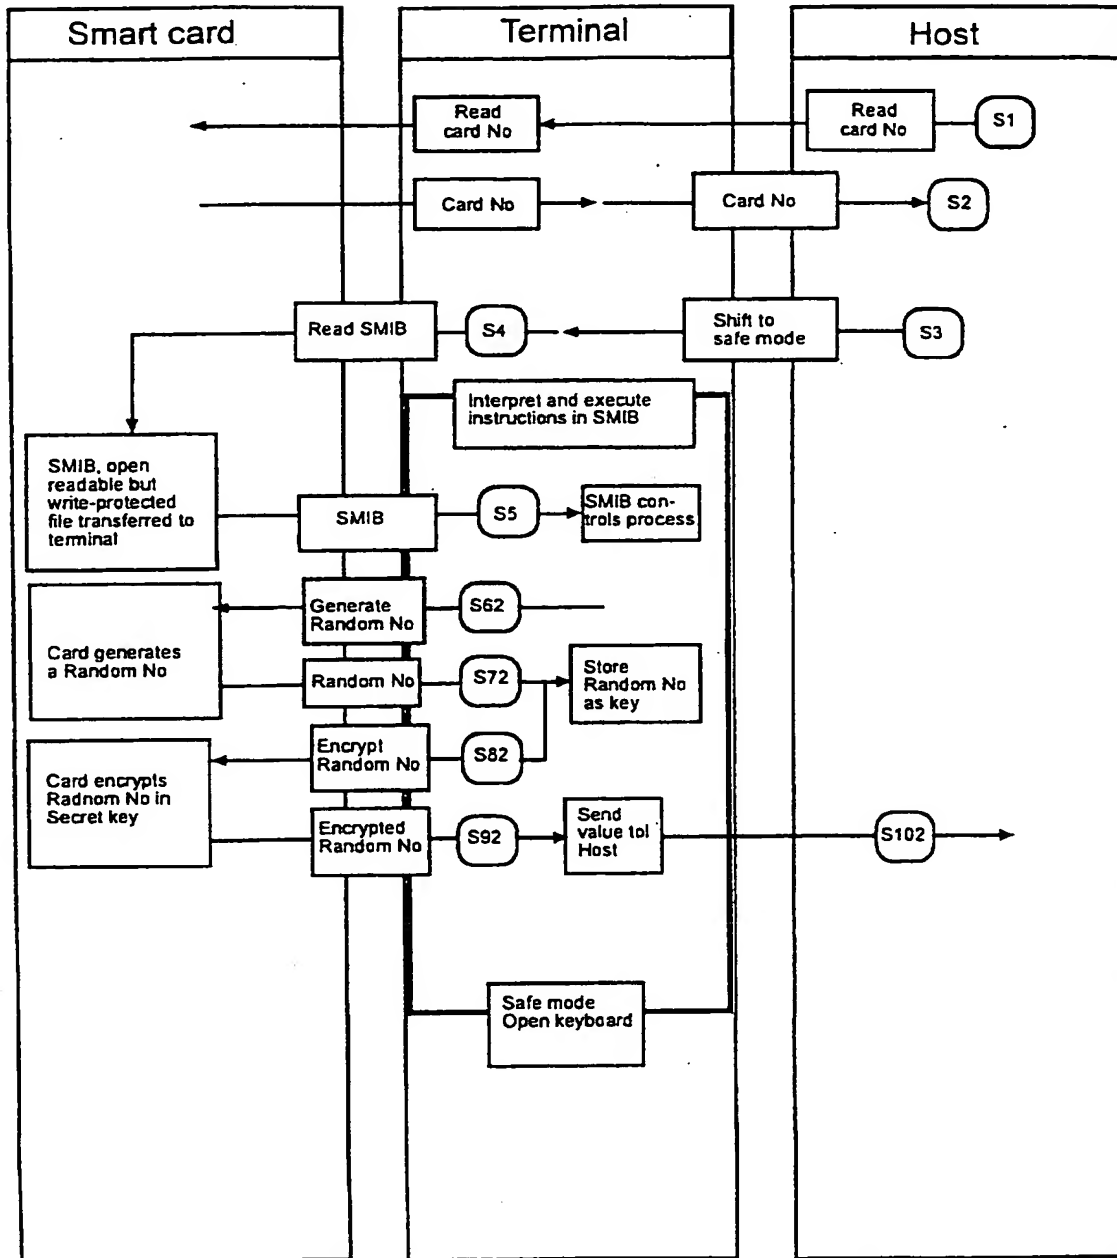 Smart card
Terminal
Host
Read
card No
Read
card No
S1
Card No
Card No
S2
Read SMIB
S4
Shift to
safe mode
S3
Interpret and execute
instructions in SMIB
SMIB, open
readable but
write-protected
file transferred to
terminal
SMIB
S5
SMIB con-
trols process
Generate
Random No
S62
Card generates
a Random No
Random No
S72
Store
Random No
as key
Encrypt
Random No
S82
Card encrypts
Radnom No in
Secret key
Encrypted
Random No
S92
Send
value tol
Host
S102
Safe mode
Open keyboard